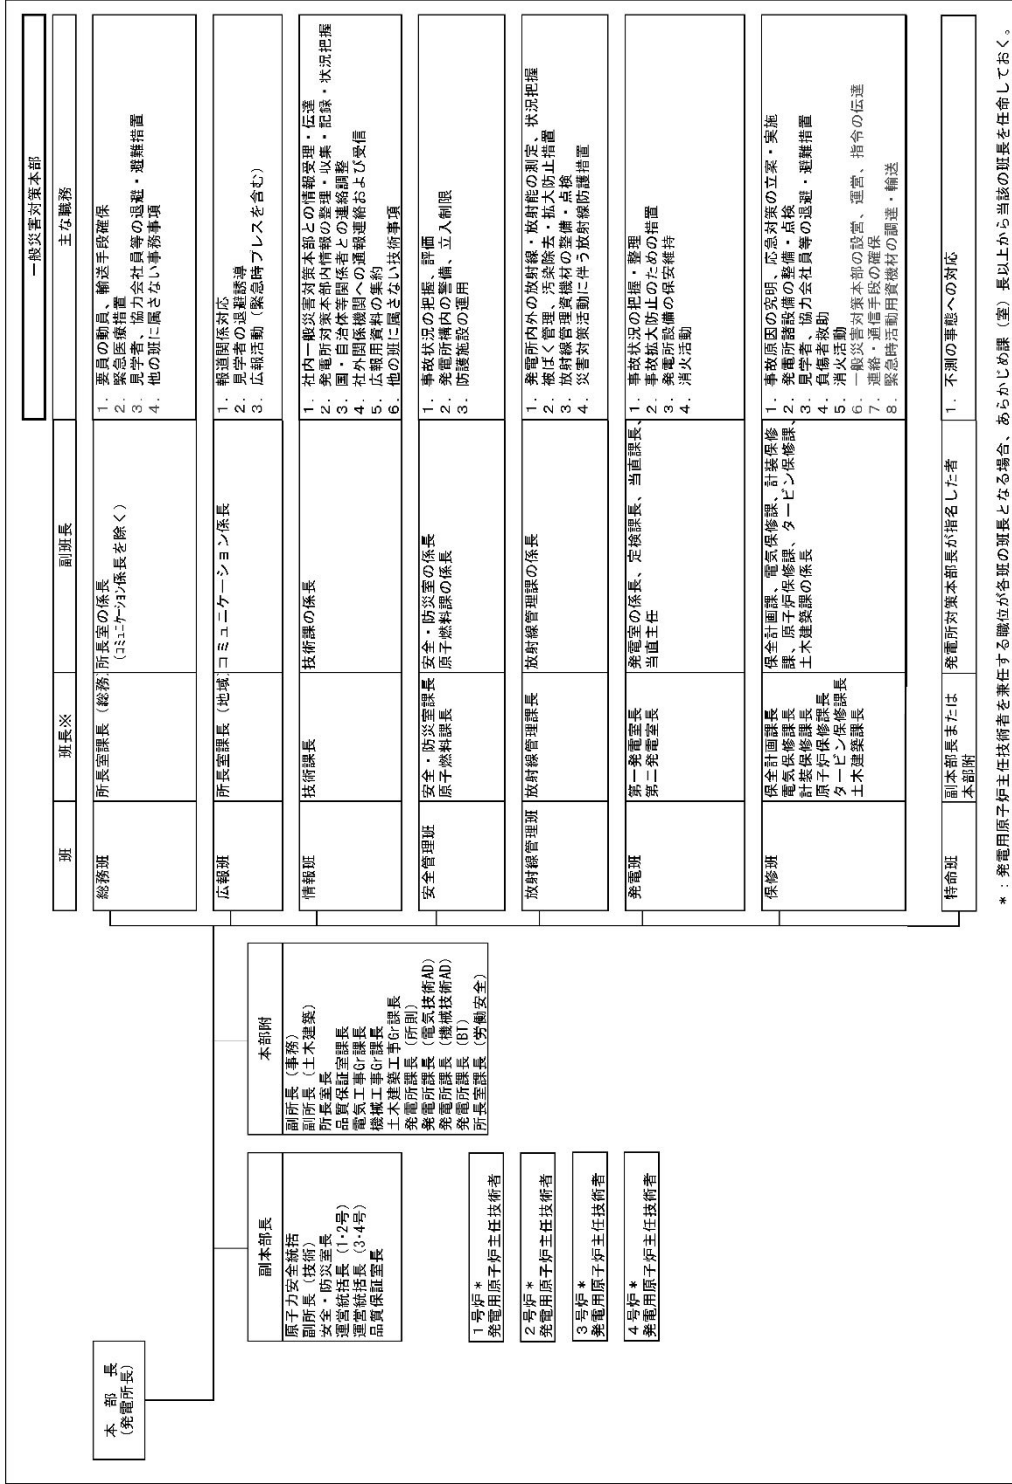 一般災害対策本部
本 部 長
(発電所長)
副本部長
原子力安全統括
副所長（技術）
安全・防災室長
運営統括長（1・2号）
運営統括長（3・4号）
品質保証室長
本部附
副所長（事務）
副所長（土木建築）
所長室長
品質保証室課長
電気工事Gr課長
機械工事Gr課長
土木建築工事Gr課長
発電所課長（所則）
発電所課長（電気技術AD）
発電所課長（機械技術AD）
発電所課長（BT）
所長室課長（労働安全）
1号炉*
発電用原子炉主任技術者
2号炉*
発電用原子炉主任技術者
3号炉*
発電用原子炉主任技術者
4号炉*
発電用原子炉主任技術者
班
班長※
副班長
主な職務
総務班
所長室課長（総務）
所長室の係長
(コミュニケーション係長を除く)
1. 要員の動員、輸送手段確保
2. 緊急医療措置
3. 見学者、協力会社員等の退避・避難措置
4. 他の班に属さない事務事項
広報班
所長室課長（地域）
コミュニケーション係長
1. 報道関係対応
2. 見学者の退避誘導
3. 広報活動（緊急時プレスを含む）
情報班
技術課長
技術課の係長
1. 社内一般災害対策本部との情報受理・伝達
2. 発電所対策本部内情報の整理・収集・記録・状況把握
3. 国・自治体等関係者との連絡調整
4. 社外関係機関への通報連絡および受信
5. 広報用資料の集約
6. 他の班に属さない技術事項
安全管理班
安全・防災室課長
原子燃料課長
安全・防災室の係長
原子燃料課の係長
1. 事故状況の把握、評価
2. 発電所構内の警備、立入制限
3. 防護施設の運用
放射線管理班
放射線管理課長
放射線管理課の係長
1. 発電所内外の放射線・放射能の測定、状況把握
2. 被ばく管理、汚染除去・拡大防止措置
3. 放射線管理資機材の整備・点検
4. 災害対策活動に伴う放射線防護措置
発電班
第一発電室長
第二発電室長
発電室の係長、定検課長、当直課長、
当直主任
1. 事故状況の把握・整理
2. 事故拡大防止のための措置
3. 発電所設備の保安維持
4. 消火活動
保修班
保全計画課長
電気保修課長
計装保修課長
原子炉保修課長
タービン保修課長
土木建築課長
保全計画課、電気保修課、計装保修
課、原子炉保修課、タービン保修課、
土木建築課の係長
1. 事故原因の究明、応急対策の立案・実施
2. 発電所諸設備の整備・点検
3. 見学者、協力会社員等の退避・避難措置
4. 負傷者救助
5. 消火活動
6. 一般災害対策本部の設営、運営、指令の伝達
7. 連絡・通信手段の確保
8. 緊急時活動用資機材の調達・輸送
特命班
副本部長または
本部附
発電所対策本部長が指名した者
1. 不測の事態への対応
*：発電用原子炉主任技術者を兼任する職位が各班の班長となる場合、あらかじめ課（室）長以上から当該の班長を任命しておく。